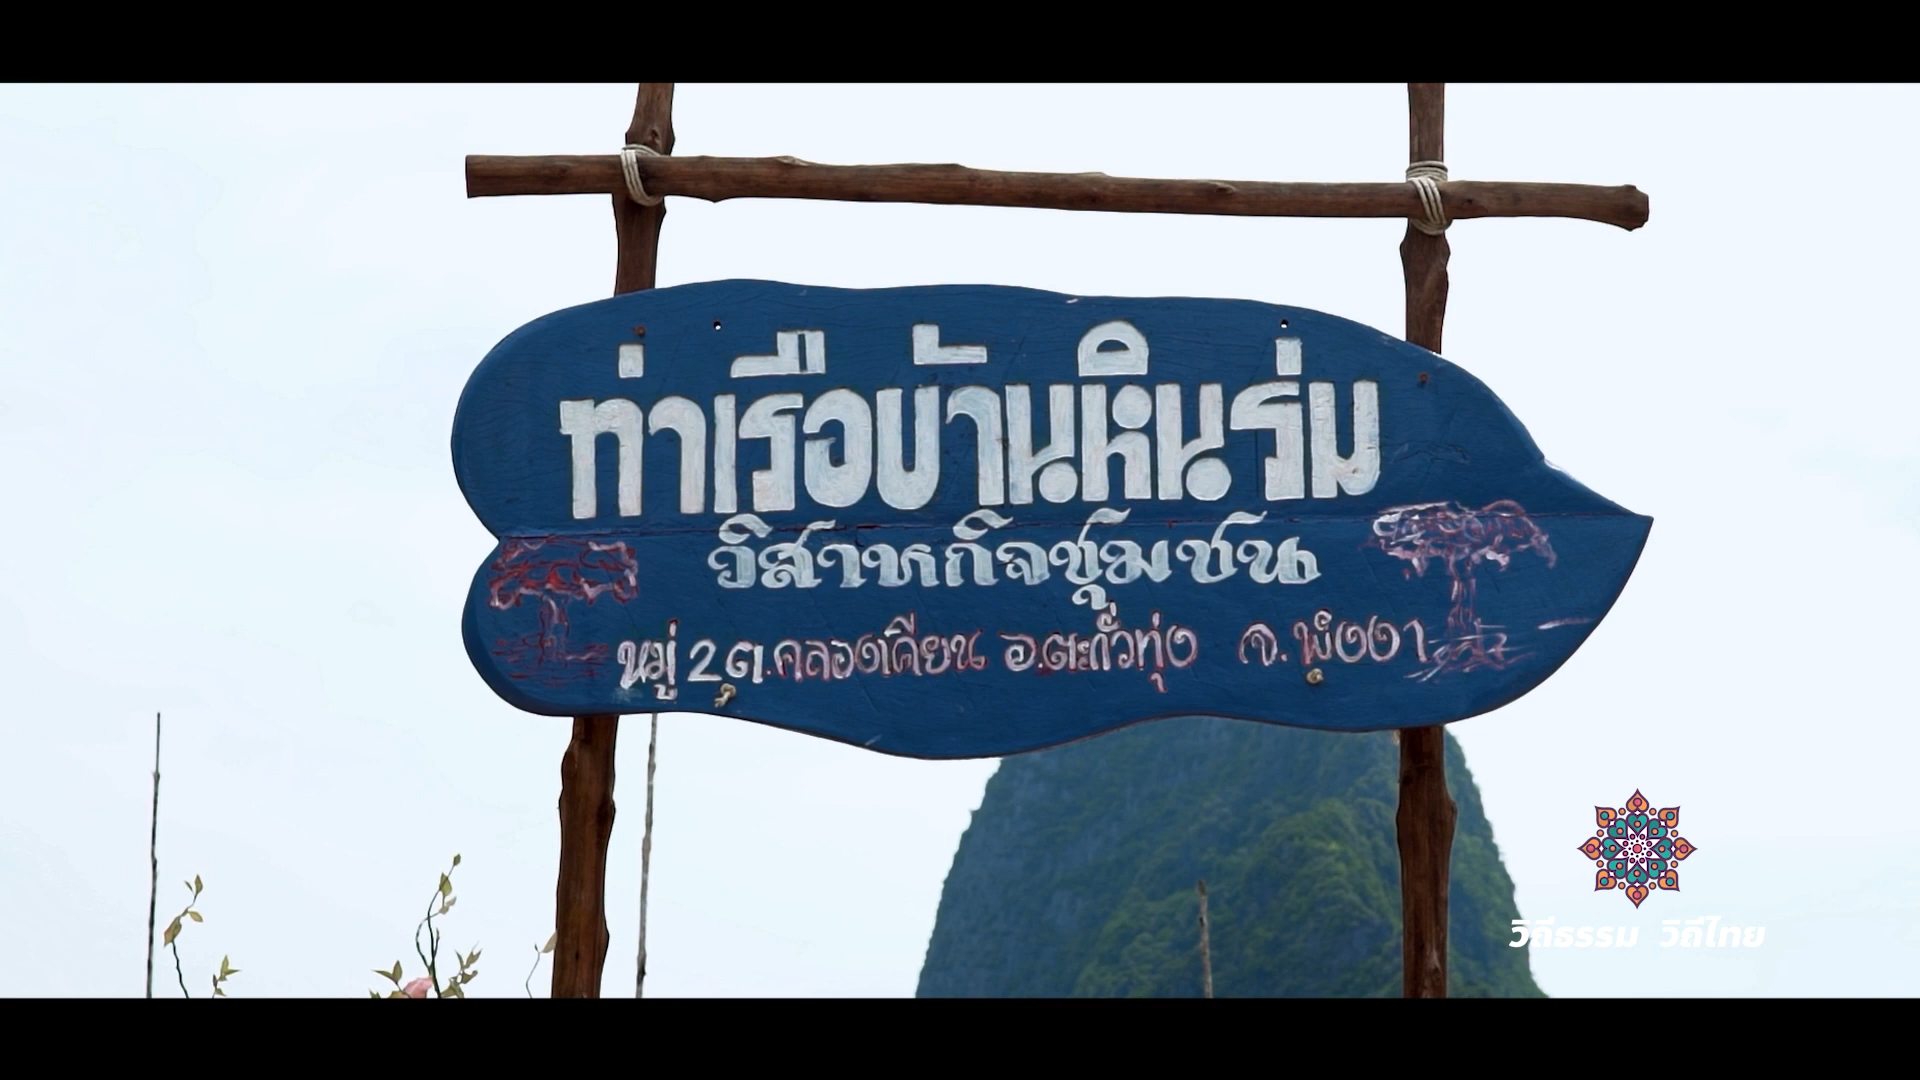 ท่าเรือบ้านหินร่ม
วิสาหกิจชุมชน
หมู่ 2 ต.คลองเคียน อ.ตะกั่วทุ่ง จ.พังงา
วิถีธรรม วิถีไทย